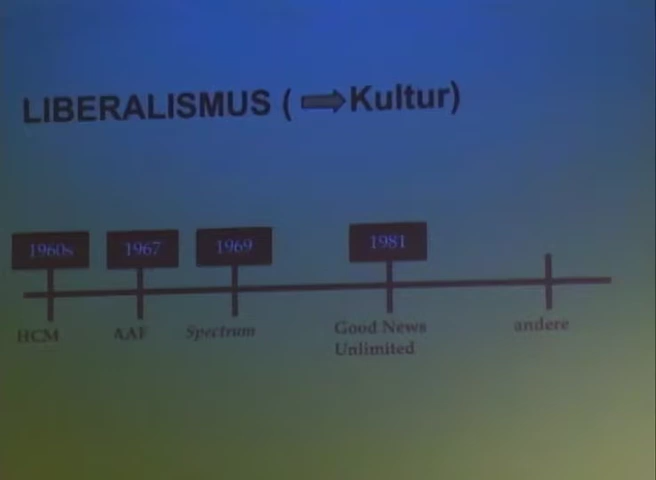 LIBERALISMUS ( Kultur)
1960s 1967 1969 1981
HCM AAF Spectrum Good News andere
Unlimited